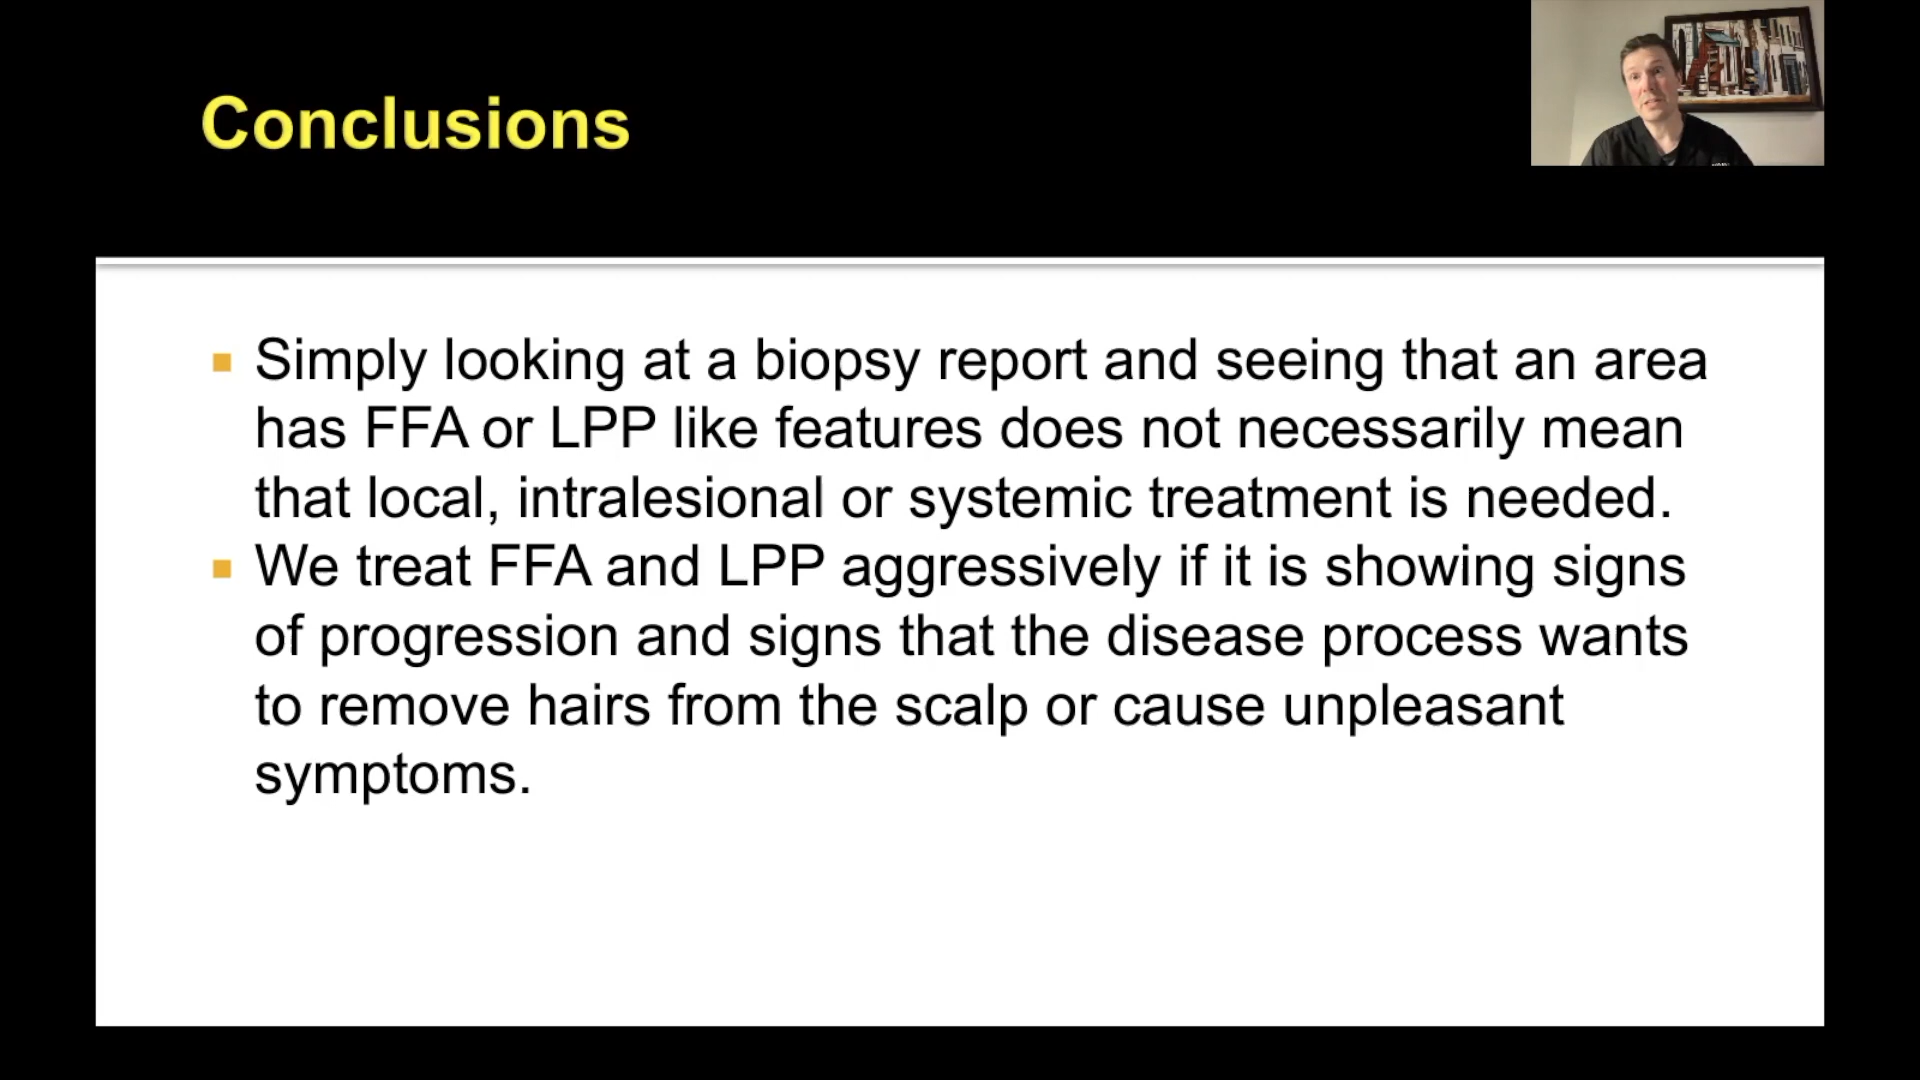 Conclusions
Simply looking at a biopsy report and seeing that an area
has FFA or LPP like features does not necessarily mean
that local, intralesional or systemic treatment is needed.
We treat FFA and LPP aggressively if it is showing signs
of progression and signs that the disease process wants
to remove hairs from the scalp or cause unpleasant
symptoms.